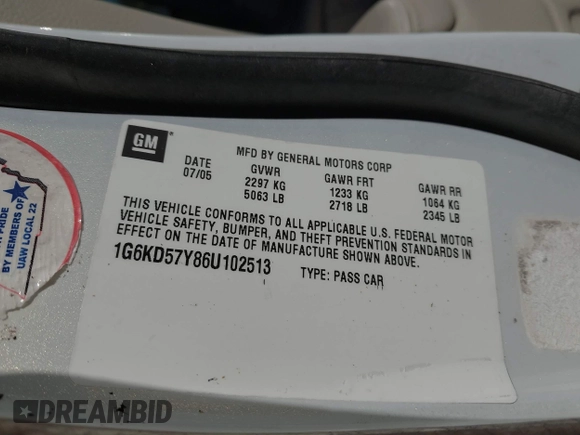 GM
MFD BY GENERAL MOTORS CORP
DATE GVWR GAWR FRT GAWR RR
07/05 2297 KG 1233 KG 1064 KG
5063 LB 2718 LB 2345 LB
THIS VEHICLE CONFORMS TO ALL APPLICABLE U.S. FEDERAL MOTOR
VEHICLE SAFETY, BUMPER, AND THEFT PREVENTION STANDARDS IN
EFFECT ON THE DATE OF MANUFACTURE SHOWN ABOVE.
1G6KD57Y86U102513 TYPE: PASS CAR
PRIDE
BY MEMBERS OF
UAW LOCAL 22
DREAMBID